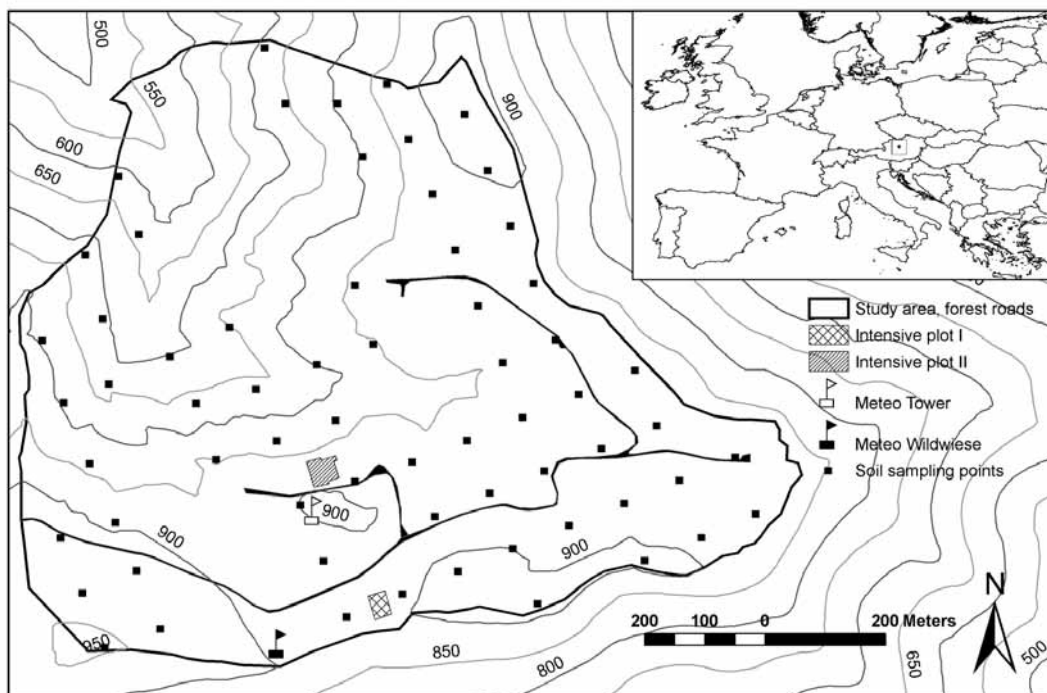 500
550
600
650
900
Study area, forest roads
Intensive plot I
Intensive plot II
Meteo Tower
Meteo Wildwiese
Soil sampling points
900
900
900
950
850
800
650
500
N
200 100 0 200 Meters